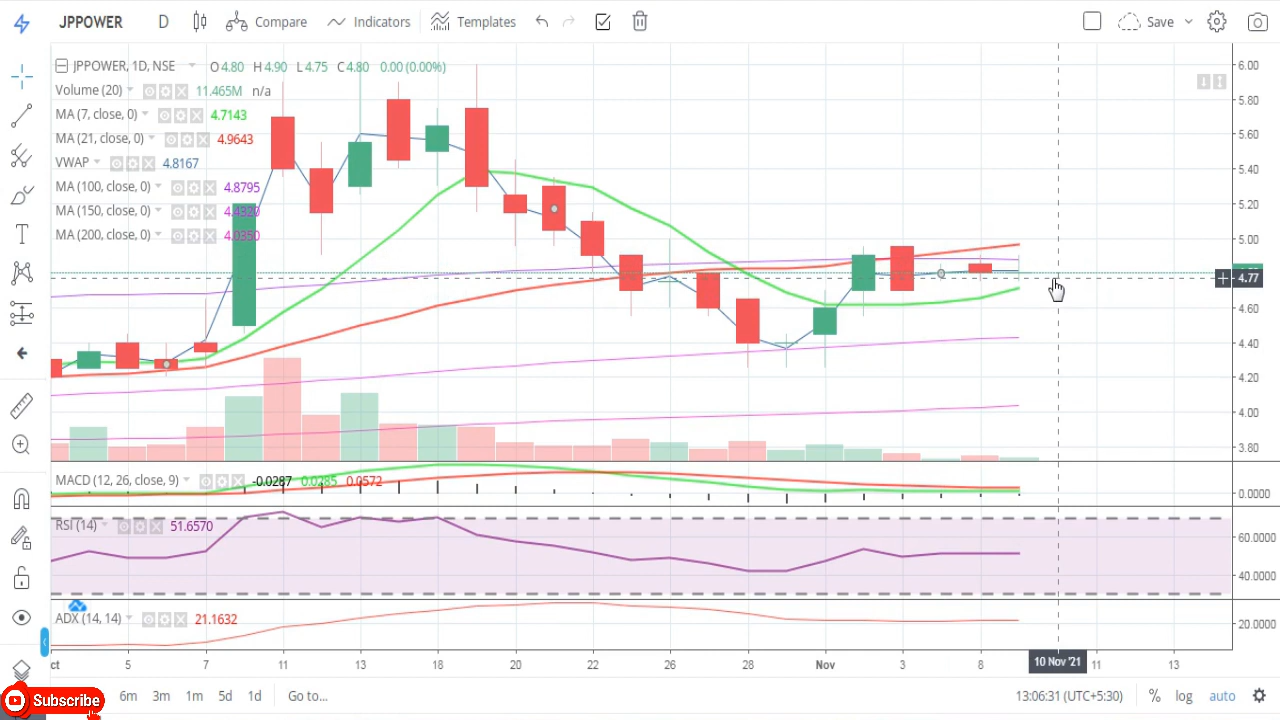 JPPOWER D Compare Indicators Templates Save
JPPOWER, 1D, NSE O4.80 H4.90 L4.75 C4.80 0.00 (0.00%)
Volume (20) 11.465M n/a
MA (7, close, 0) 4.7143
MA (21, close, 0) 4.9643
VWAP 4.8167
MA (100, close, 0) 4.8795
MA (150, close, 0) 4.4320
MA (200, close, 0) 4.0350
6.00
5.80
5.60
5.40
5.20
5.00
4.77
4.60
4.40
4.20
4.00
3.80
MACD (12, 26, close, 9) -0.0287 0.0285 0.0572
0.0000
RSI (14) 51.6570
60.0000
40.0000
ADX (14, 14) 21.1632
20.0000
ct 5 7 11 13 18 20 22 26 28 Nov 3 8 10 Nov '21 11 13
Subscribe 6m 3m 1m 5d 1d Go to... 13:06:31 (UTC+5:30) % log auto